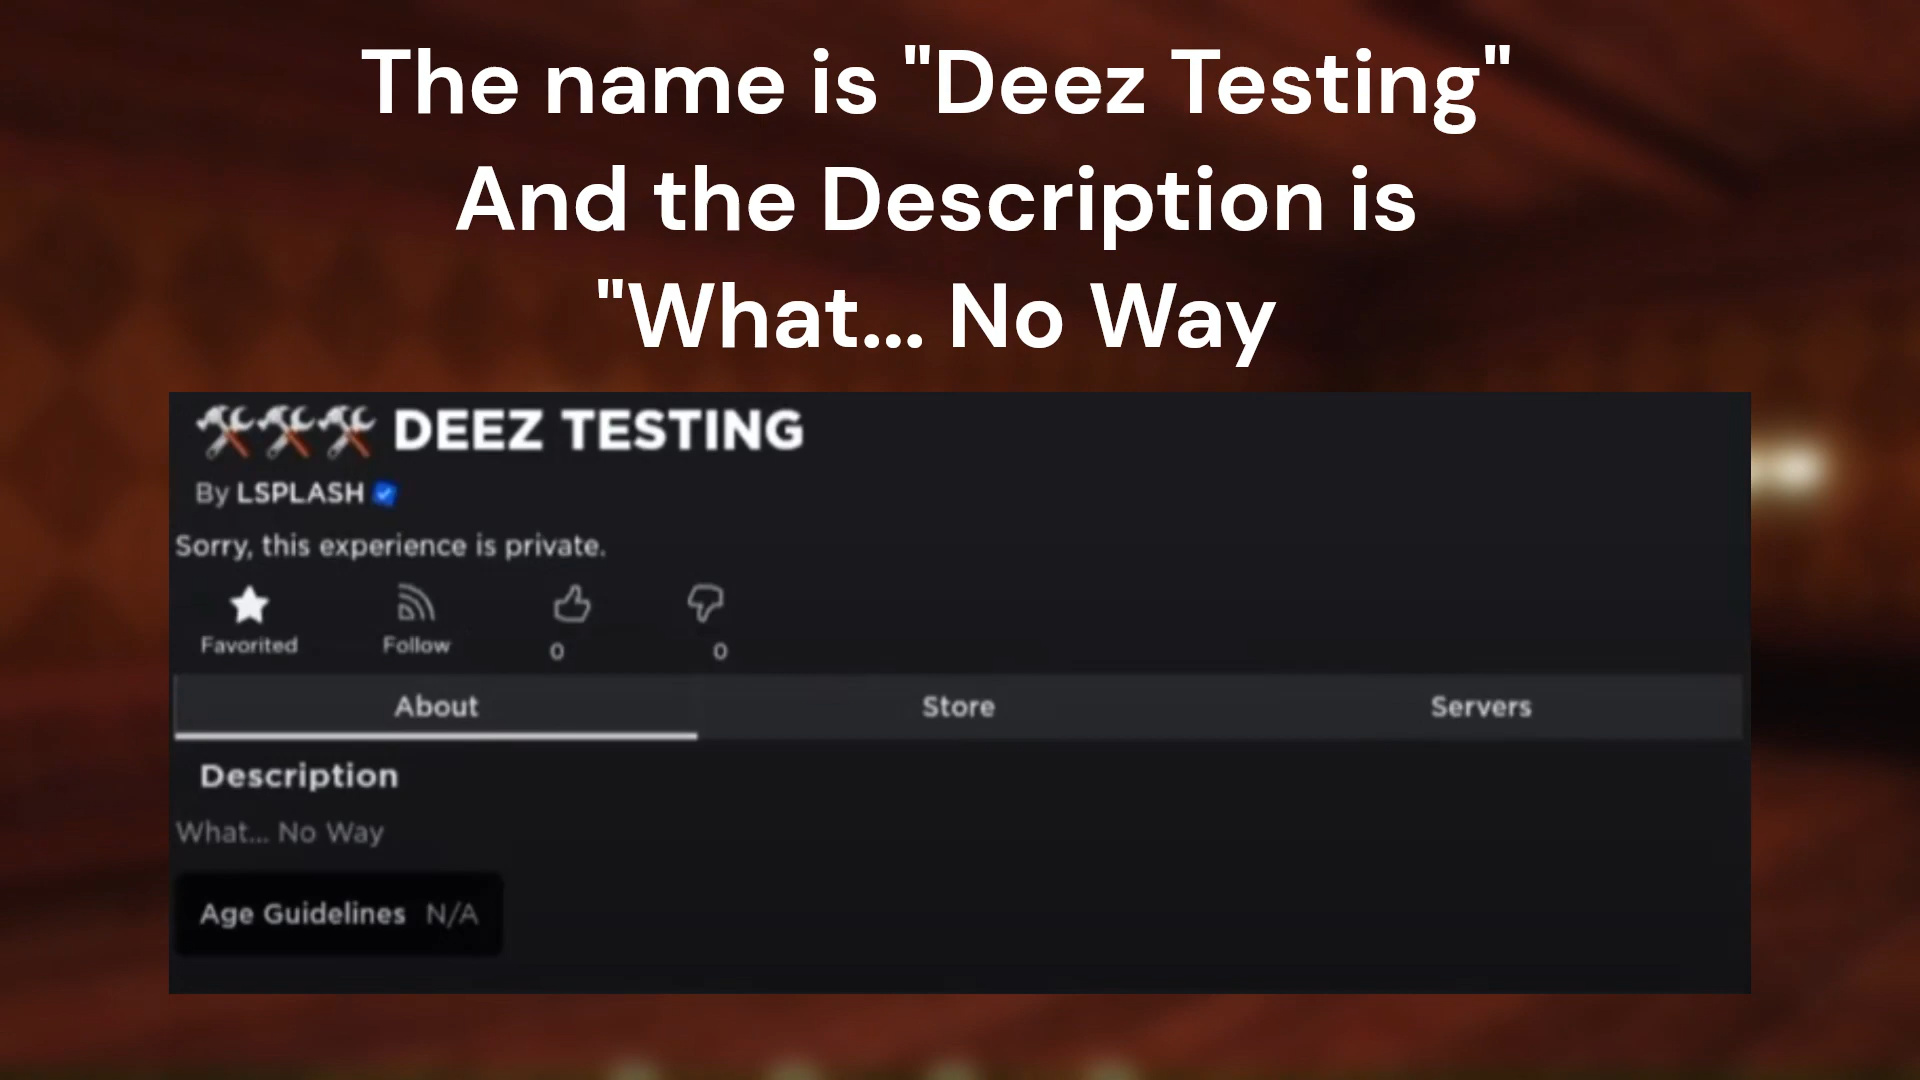 The name is "Deez Testing"
And the Description is
"What... No Way
🛠️🛠️🛠️ DEEZ TESTING
By LSPLASH
Sorry, this experience is private.
Favorited Follow 0 0
About Store Servers
Description
What... No Way
Age Guidelines N/A